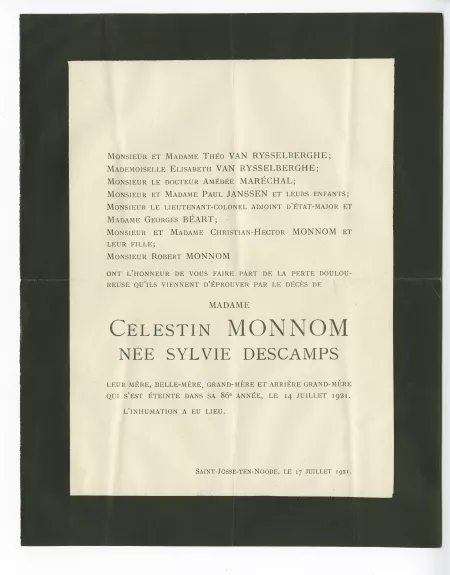 Monsieur et Madame Théo VAN RYSSELBERGHE;
Mademoiselle Elisabeth VAN RYSSELBERGHE;
Monsieur le docteur Amédée MARÉCHAL;
Monsieur et Madame Paul JANSSEN et leurs enfants;
Monsieur le lieutenant-colonel adjoint d'état-major et
Madame Georges BÉART;
Monsieur et Madame Christian-Hector MONNOM et
leur fille;
Monsieur Robert MONNOM
ont l'honneur de vous faire part de la perte doulou-
reuse qu'ils viennent d'éprouver par le décès de
MADAME
Célestin MONNOM
NÉE SYLVIE DESCAMPS
leur mère, belle-mère, grand-mère et arrière grand-mère
qui s'est éteinte dans sa 86e année, le 14 juillet 1921.
L'inhumation a eu lieu.
Saint-Josse-ten-Noode, le 17 juillet 1921.